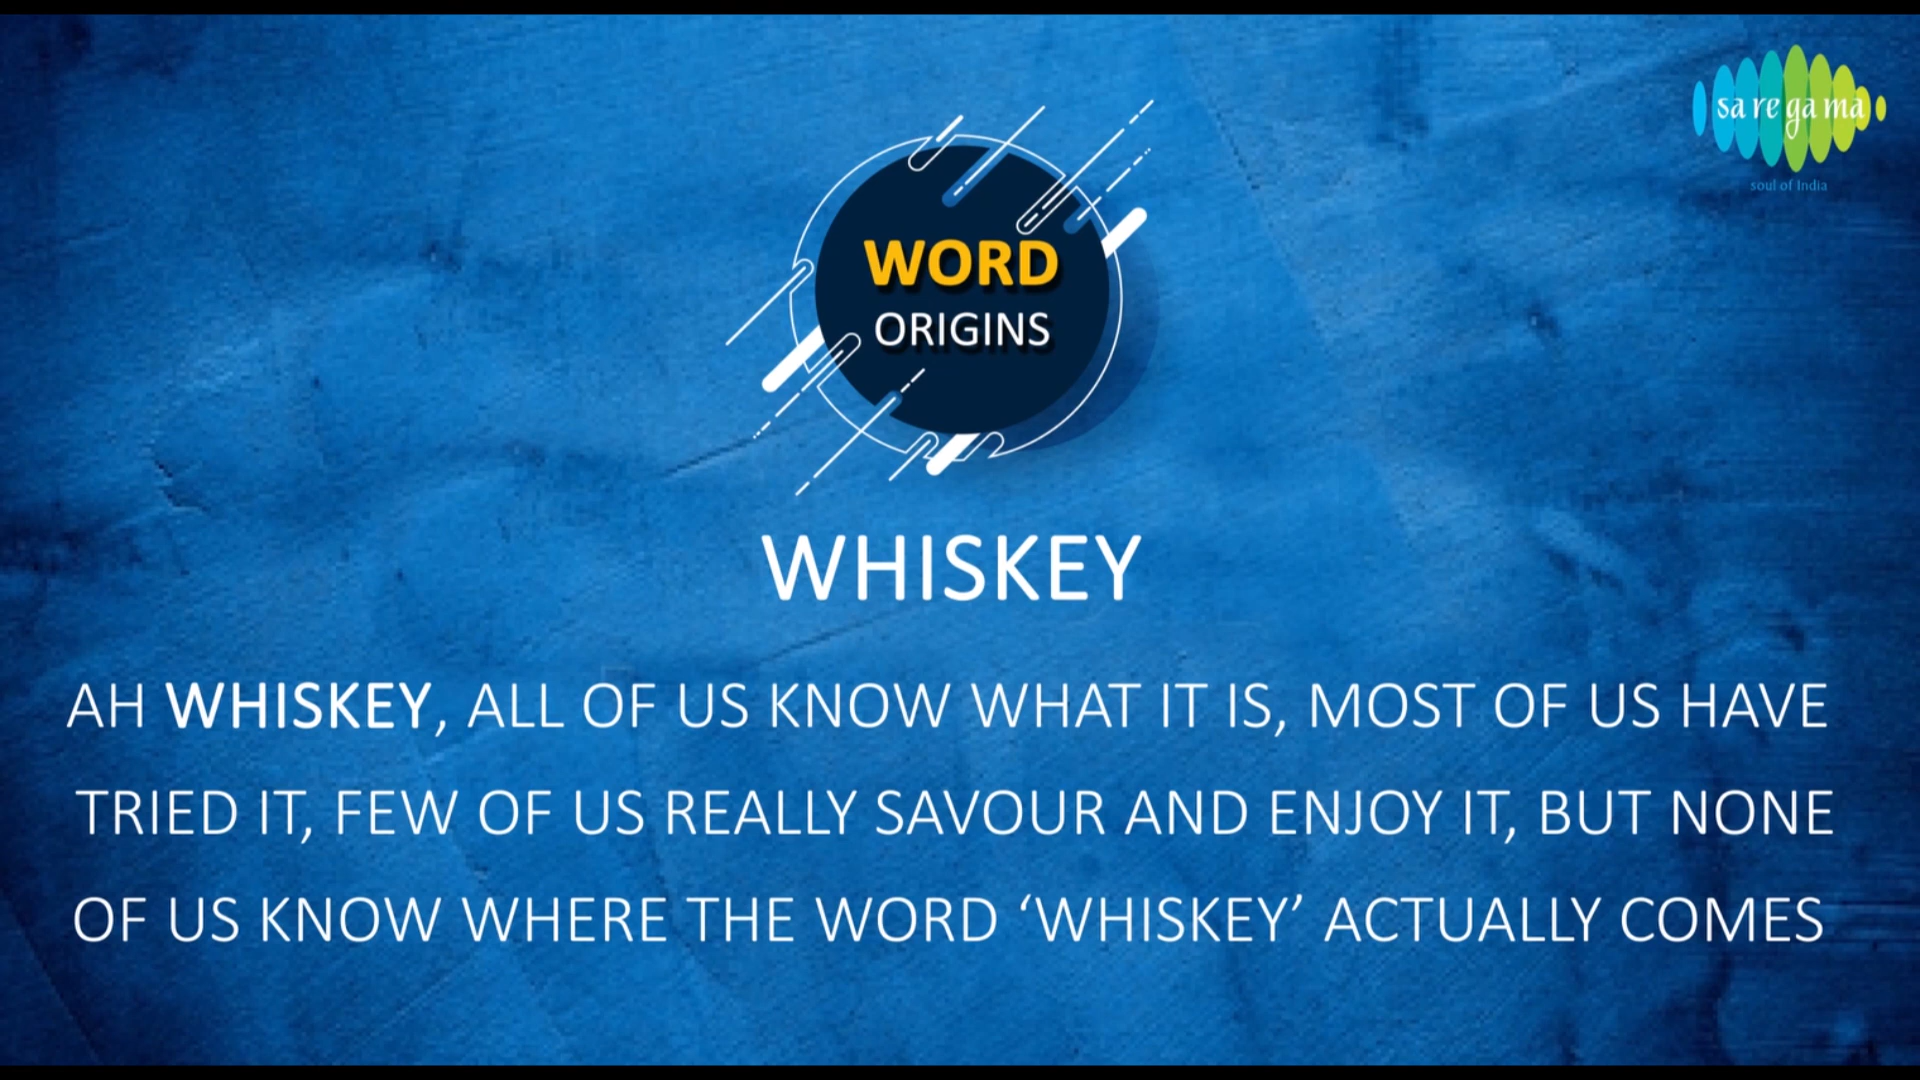 sa re ga ma
soul of India
WORD
ORIGINS
WHISKEY
AH WHISKEY, ALL OF US KNOW WHAT IT IS, MOST OF US HAVE
TRIED IT, FEW OF US REALLY SAVOUR AND ENJOY IT, BUT NONE
OF US KNOW WHERE THE WORD ‘WHISKEY’ ACTUALLY COMES